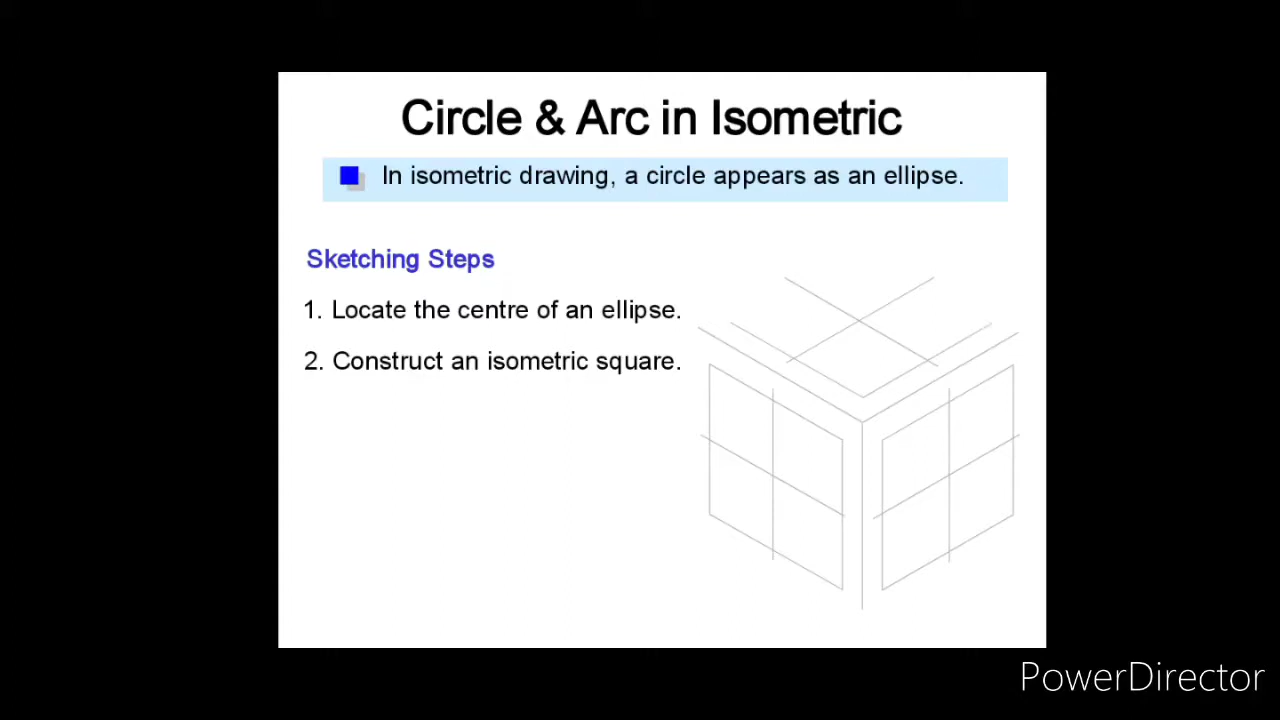 Circle & Arc in Isometric
In isometric drawing, a circle appears as an ellipse.
Sketching Steps
1. Locate the centre of an ellipse.
2. Construct an isometric square.
PowerDirector